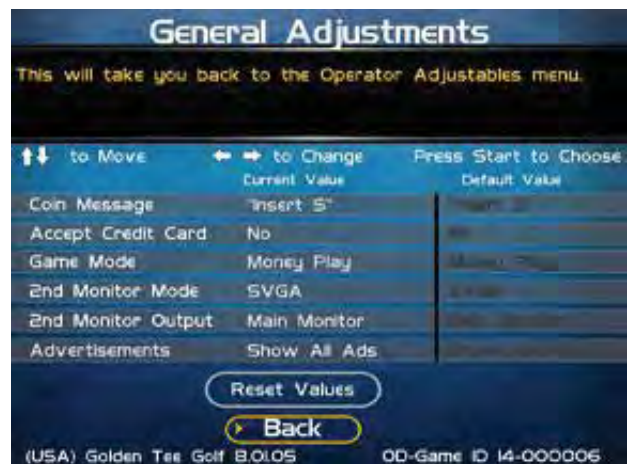 General Adjustments
This will take you back to the Operator Adjustables menu.
to Move to Change Press Start to Choose
Current Value Default Value
Coin Message "Insert $"
Accept Credit Card No
Game Mode Money Play
2nd Monitor Mode SVGA
2nd Monitor Output Main Monitor
Advertisements Show All Ads
Reset Values
Back
(USA) Golden Tee Golf 8.01.05 OD-Game ID 14-000006